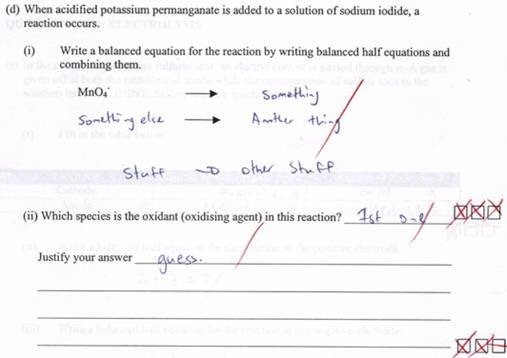 (d) When acidified potassium permanganate is added to a solution of sodium iodide, a
reaction occurs.
(i) Write a balanced equation for the reaction by writing balanced half equations and
combining them.
MnO₄⁻ → Something
Something else → Another thing
Stuff → other stuff
(ii) Which species is the oxidant (oxidising agent) in this reaction? 1st one
Justify your answer guess.